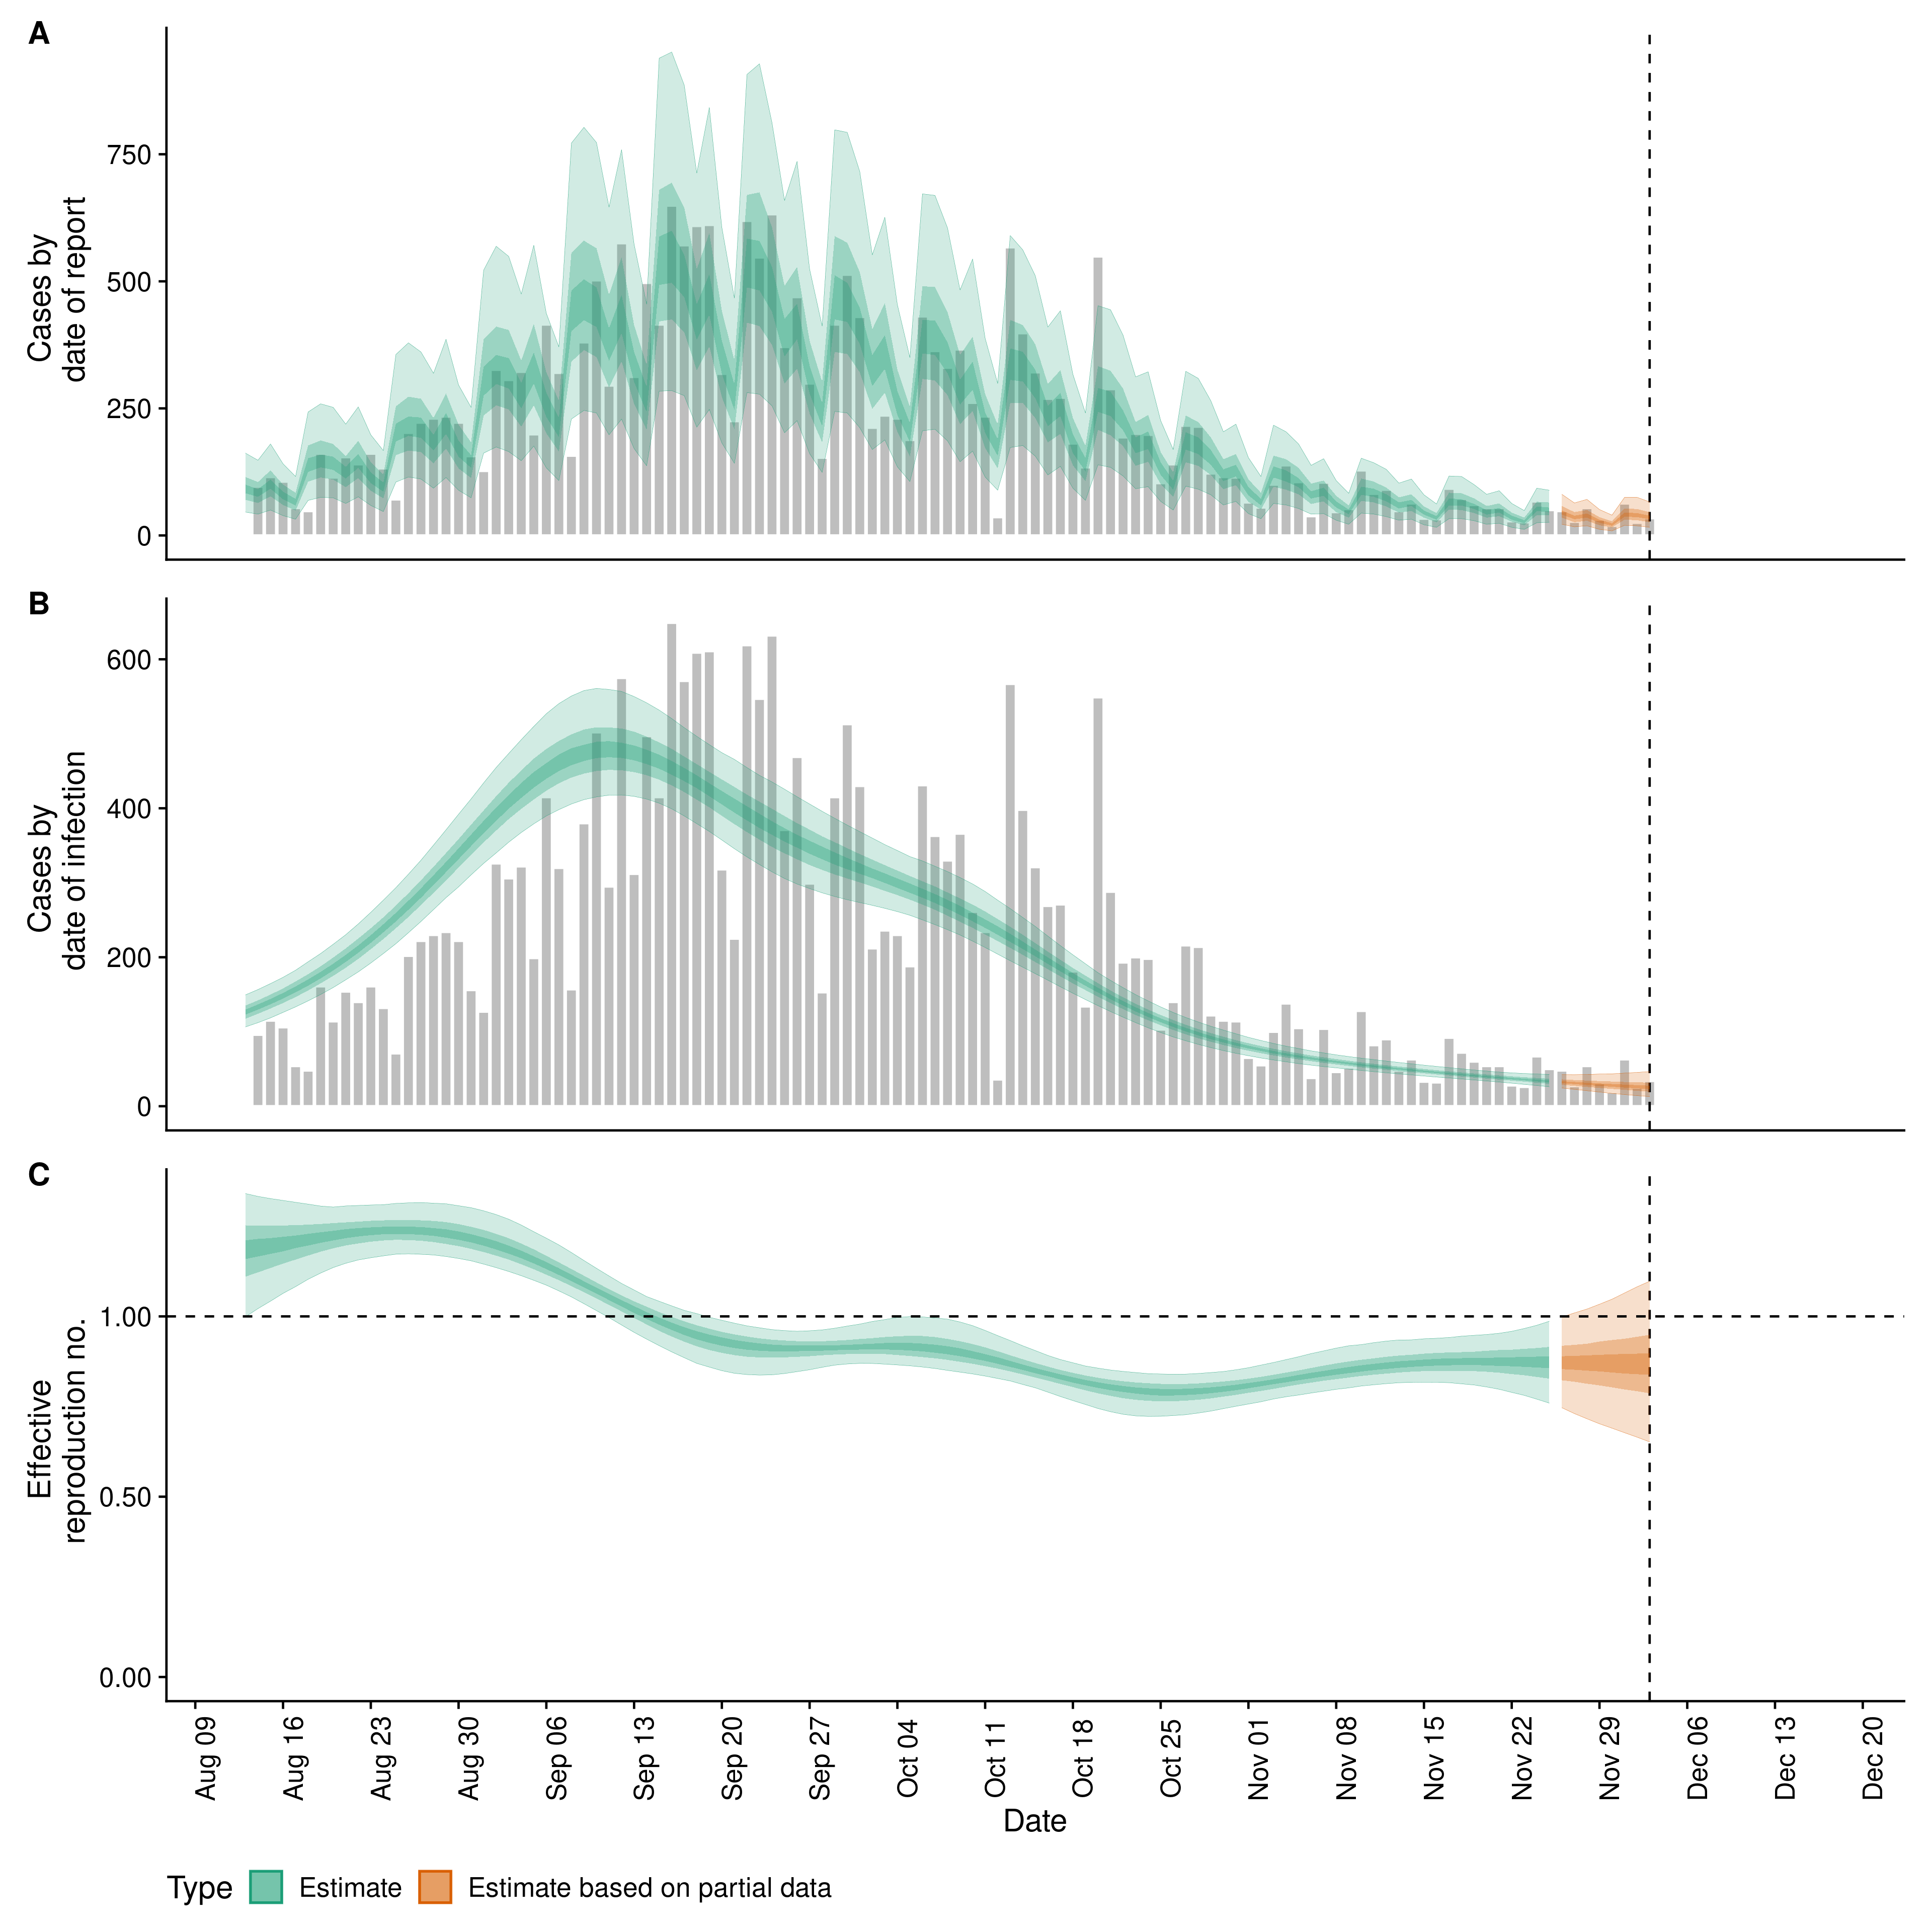 A
Cases by
date of report
750
500
250
0
B
Cases by
date of infection
600
400
200
0
C
Effective
reproduction no.
1.00
0.50
0.00
Aug 09
Aug 16
Aug 23
Aug 30
Sep 06
Sep 13
Sep 20
Sep 27
Oct 04
Oct 11
Oct 18
Oct 25
Nov 01
Nov 08
Nov 15
Nov 22
Nov 29
Dec 06
Dec 13
Dec 20
Date
Type
Estimate
Estimate based on partial data